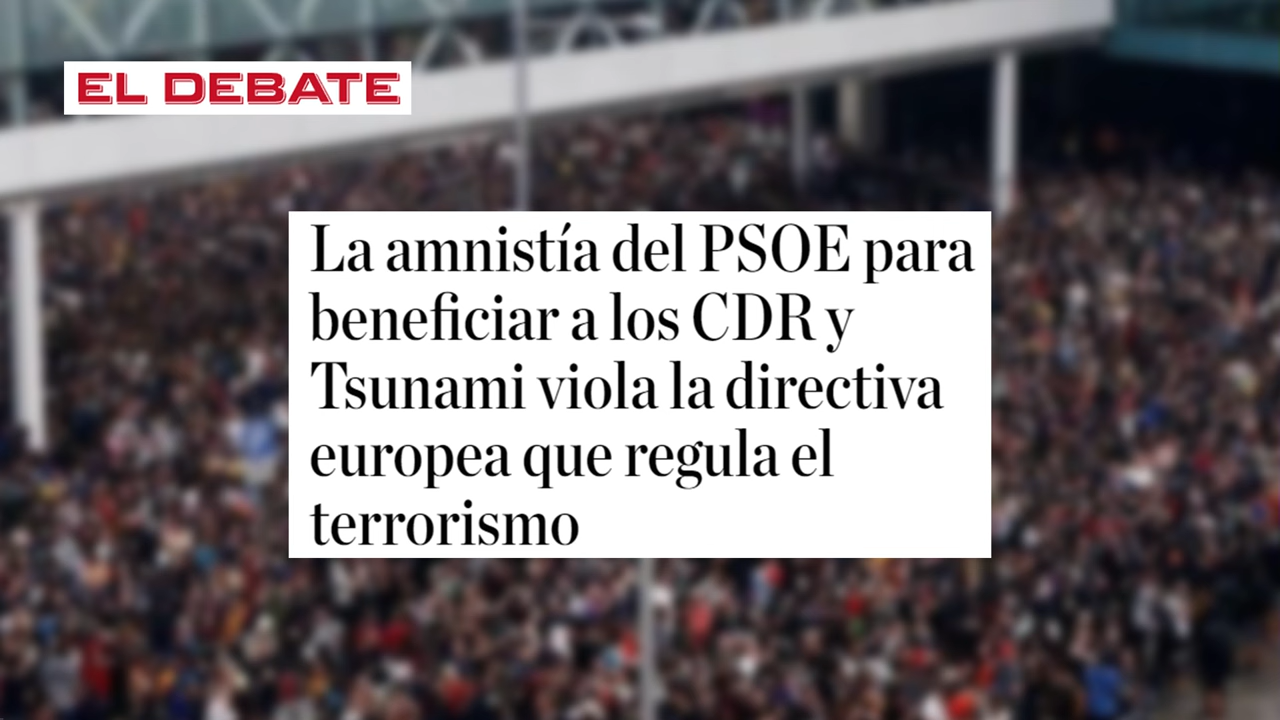 EL DEBATE
La amnistía del PSOE para
beneficiar a los CDR y
Tsunami viola la directiva
europea que regula el
terrorismo